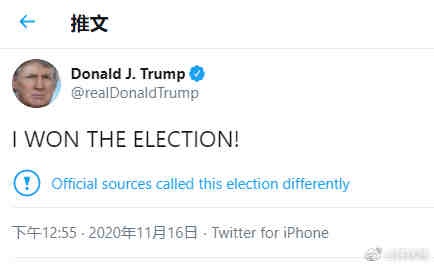 推文
Donald J. Trump
@realDonaldTrump
I WON THE ELECTION!
Official sources called this election differently
下午12:55 · 2020年11月16日 · Twitter for iPhone